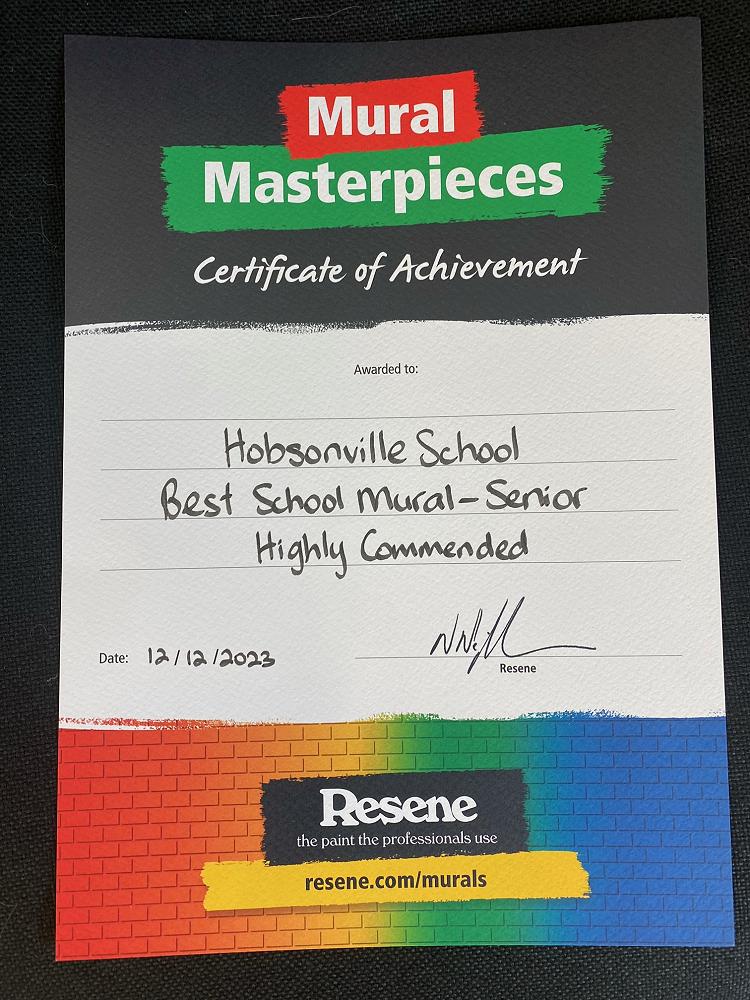 Mural
Masterpieces
Certificate of Achievement
Awarded to:
Hobsonville School
Best School Mural-Senior
Highly Commended
Date: 12/12/2023
Resene
Resene
the paint the professionals use
resene.com/murals